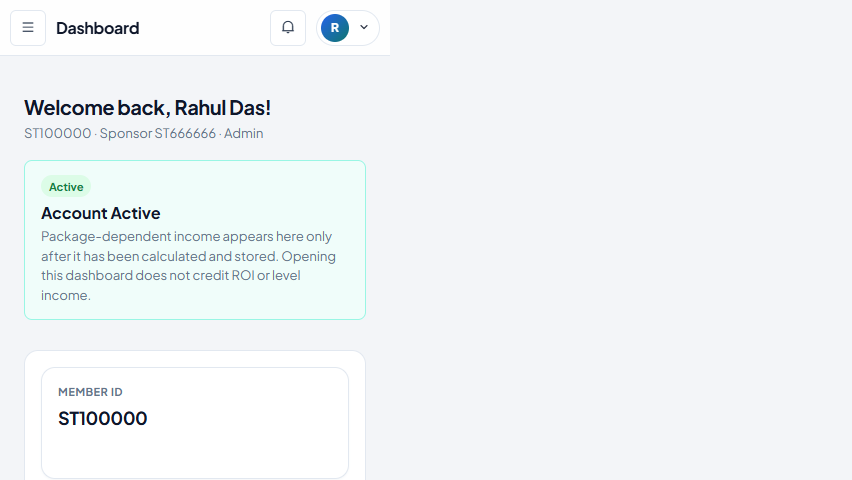 Dashboard
R
Welcome back, Rahul Das!
ST100000 · Sponsor ST666666 · Admin
Active
Account Active
Package-dependent income appears here only
after it has been calculated and stored. Opening
this dashboard does not credit ROI or level
income.
MEMBER ID
ST100000